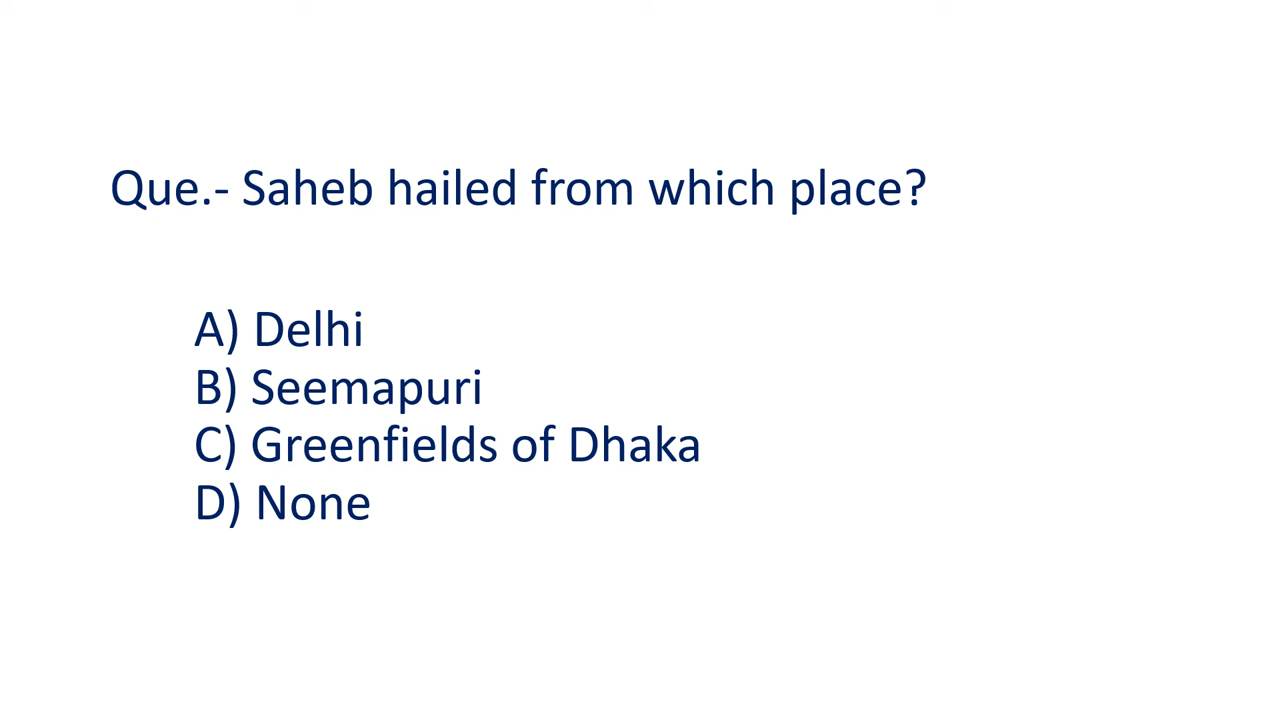 Que.- Saheb hailed from which place?
A) Delhi
B) Seemapuri
C) Greenfields of Dhaka
D) None